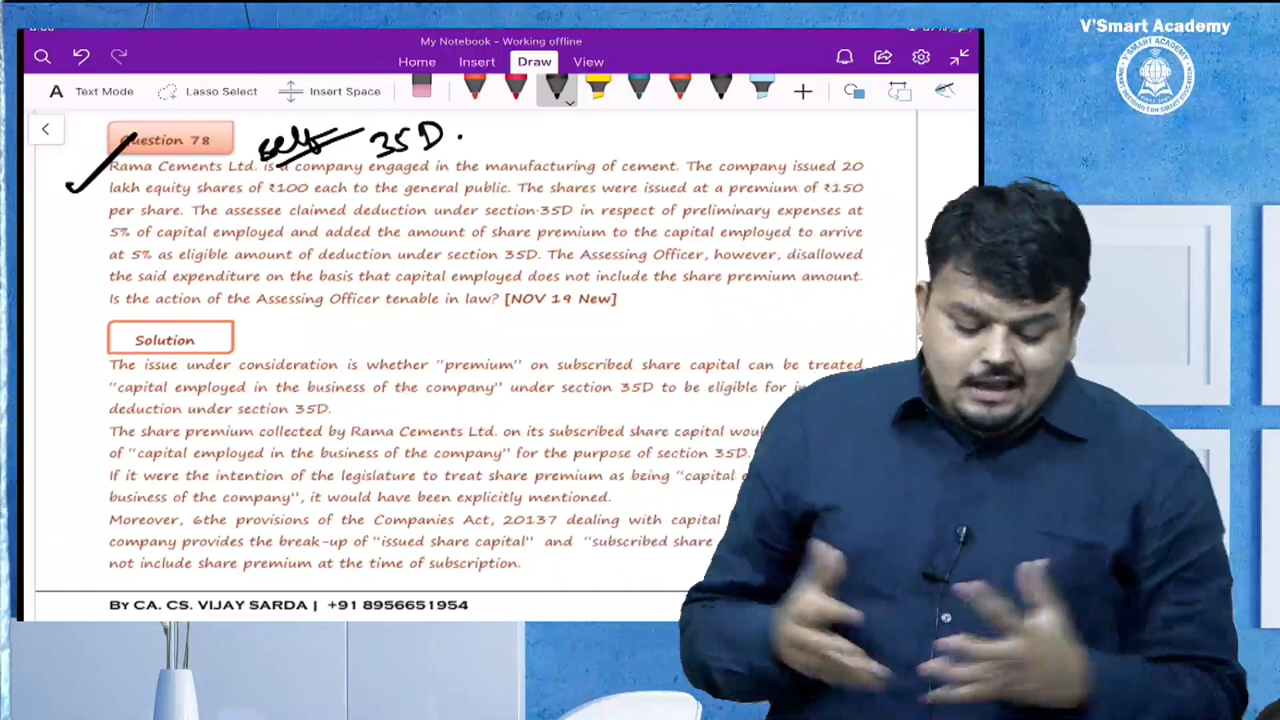 V'Smart Academy
My Notebook - Working offline
Home Insert Draw View
Text Mode Lasso Select Insert Space
V'SMART ACADEMY
Question 78 self 35D.
Rama Cements Ltd. is a company engaged in the manufacturing of cement. The company issued 20
lakh equity shares of ₹100 each to the general public. The shares were issued at a premium of ₹150
per share. The assessee claimed deduction under section 35D in respect of preliminary expenses at
5% of capital employed and added the amount of share premium to the capital employed to arrive
at 5% as eligible amount of deduction under section 35D. The Assessing Officer, however, disallowed
the said expenditure on the basis that capital employed does not include the share premium amount.
Is the action of the Assessing Officer tenable in law? [NOV 19 New]
Solution
The issue under consideration is whether "premium" on subscribed share capital can be treated
"capital employed in the business of the company" under section 35D to be eligible for
deduction under section 35D.
The share premium collected by Rama Cements Ltd. on its subscribed share capital
of "capital employed in the business of the company" for the purpose of section 35D.
If it were the intention of the legislature to treat share premium as being "capital
business of the company", it would have been explicitly mentioned.
Moreover, 6the provisions of the Companies Act, 20137 dealing with capital
company provides the break-up of "issued share capital" and "subscribed share
not include share premium at the time of subscription.
BY CA. CS. VIJAY SARDA | +91 8956651954